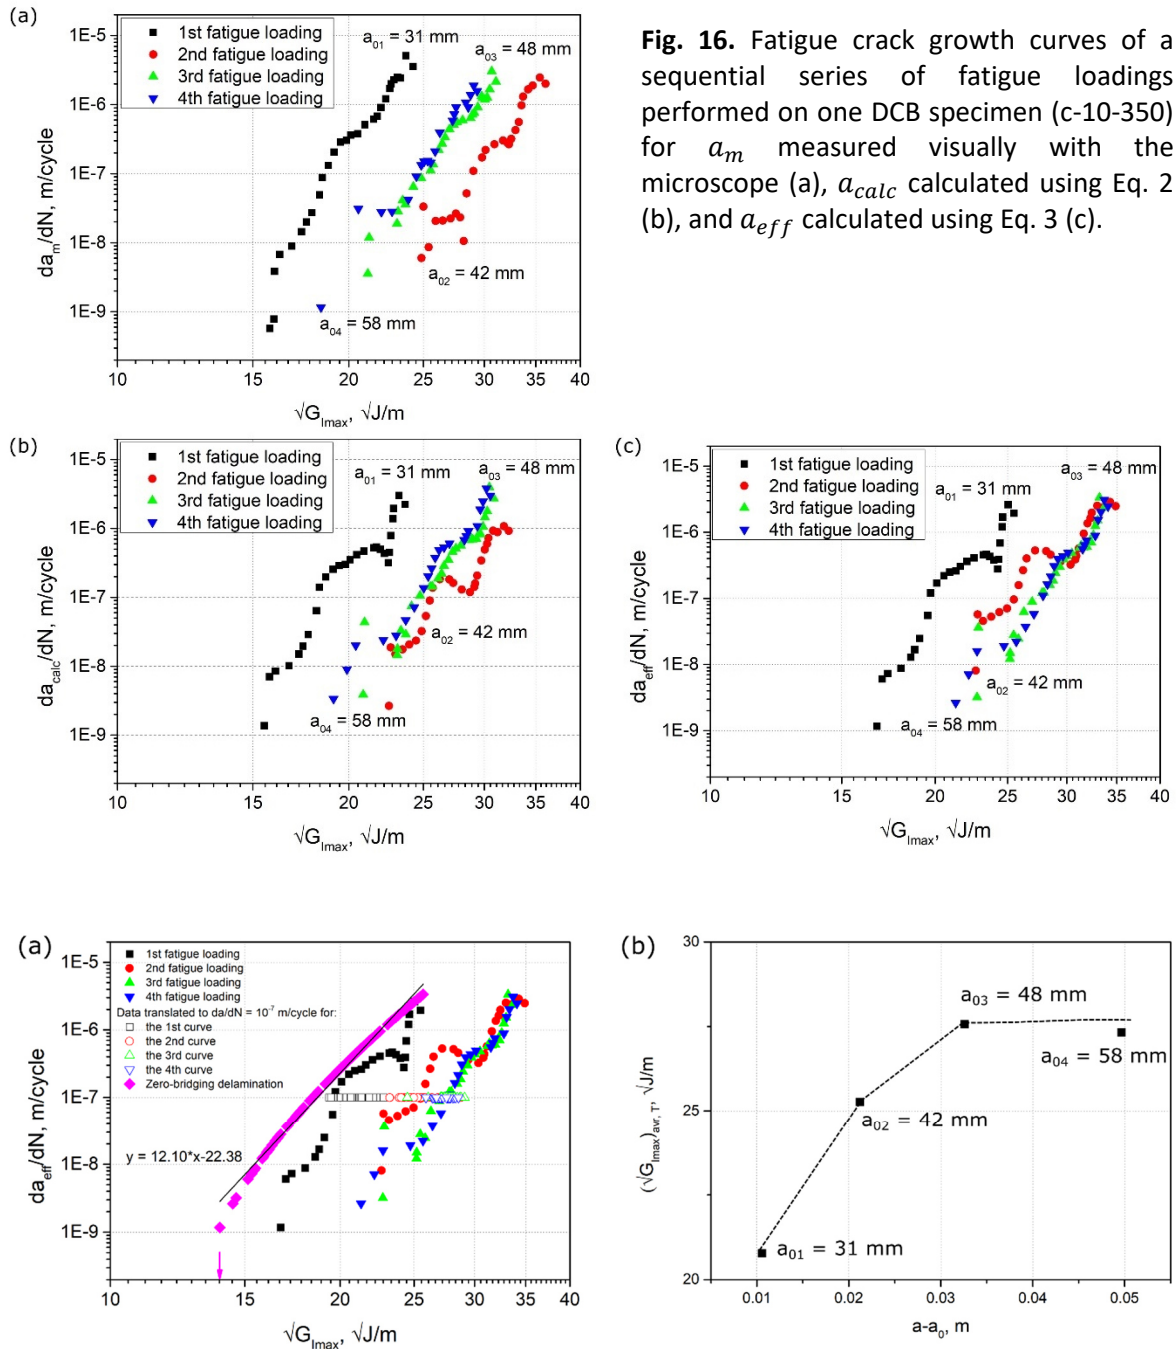 (a)
1st fatigue loading
2nd fatigue loading
3rd fatigue loading
4th fatigue loading
a01 = 31 mm
a03 = 48 mm
a02 = 42 mm
a04 = 58 mm
1E-5
1E-6
1E-7
1E-8
1E-9
dam/dN, m/cycle
10 15 20 25 30 35 40
√GImax, √J/m
Fig. 16. Fatigue crack growth curves of a
sequential series of fatigue loadings
performed on one DCB specimen (c-10-350)
for am measured visually with the
microscope (a), acalc calculated using Eq. 2
(b), and aeff calculated using Eq. 3 (c).
(b)
1st fatigue loading
2nd fatigue loading
3rd fatigue loading
4th fatigue loading
a01 = 31 mm
a03 = 48 mm
a02 = 42 mm
a04 = 58 mm
1E-5
1E-6
1E-7
1E-8
1E-9
dacalc/dN, m/cycle
10 15 20 25 30 35 40
√GImax, √J/m
(c)
1st fatigue loading
2nd fatigue loading
3rd fatigue loading
4th fatigue loading
a03 = 48 mm
a01 = 31 mm
a02 = 42 mm
a04 = 58 mm
1E-5
1E-6
1E-7
1E-8
1E-9
daeff/dN, m/cycle
10 15 20 25 30 35 40
√GImax, √J/m
(a)
1st fatigue loading
2nd fatigue loading
3rd fatigue loading
4th fatigue loading
Data translated to da/dN = 10-7 m/cycle for:
the 1st curve
the 2nd curve
the 3rd curve
the 4th curve
Zero-bridging delamination
y = 12.10*x-22.38
1E-5
1E-6
1E-7
1E-8
1E-9
daeff/dN, m/cycle
10 15 20 25 30 35 40
√GImax, √J/m
(b)
30
25
20
(√GImax)avr, T, √J/m
a03 = 48 mm
a04 = 58 mm
a02 = 42 mm
a01 = 31 mm
0.01 0.02 0.03 0.04 0.05
a-a0, m